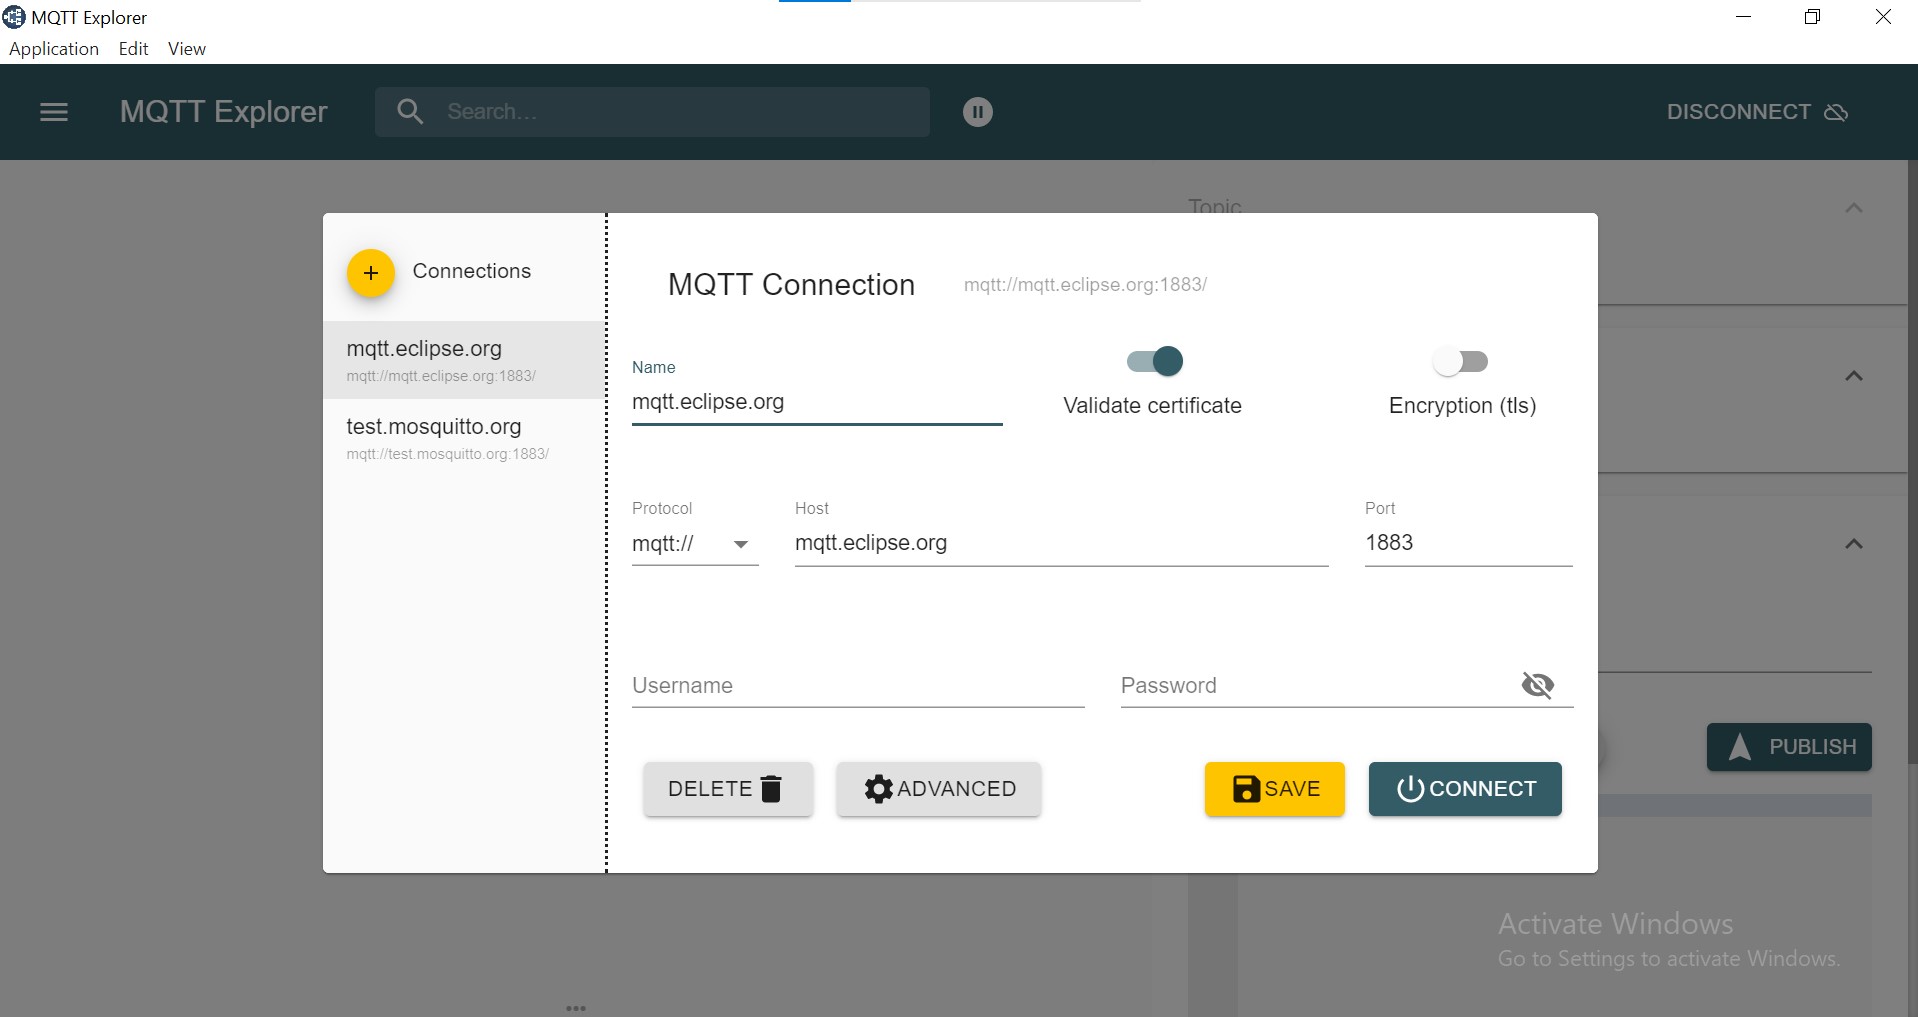 MQTT Explorer
Application Edit View
MQTT Explorer Search... DISCONNECT
Topic
Connections
mqtt.eclipse.org
mqtt://mqtt.eclipse.org:1883/
test.mosquitto.org
mqtt://test.mosquitto.org:1883/
MQTT Connection mqtt://mqtt.eclipse.org:1883/
Name
mqtt.eclipse.org
Validate certificate
Encryption (tls)
Protocol Host Port
mqtt:// mqtt.eclipse.org 1883
Username Password
DELETE ADVANCED SAVE CONNECT
PUBLISH
Activate Windows
Go to Settings to activate Windows.